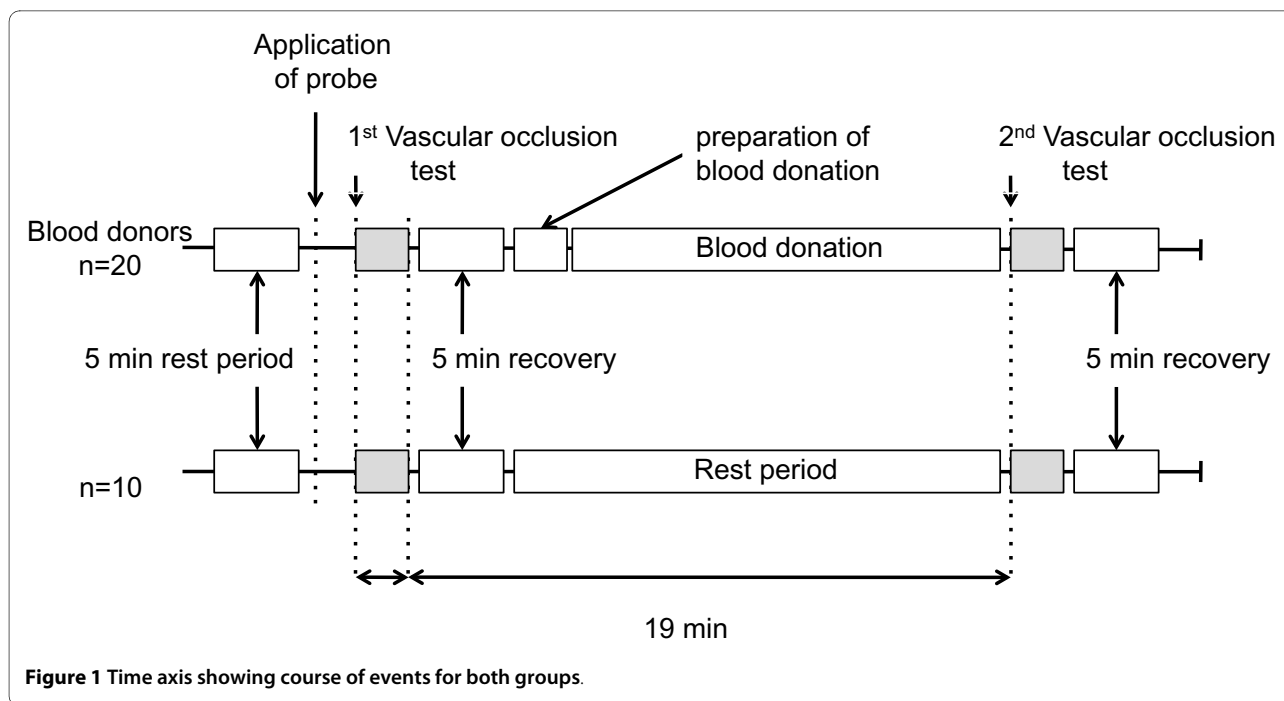 Application
of probe
1st Vascular occlusion
test
preparation of
blood donation
2nd Vascular occlusion
test
Blood donors
n=20
Blood donation
5 min rest period
5 min recovery
5 min recovery
n=10
Rest period
19 min
Figure 1 Time axis showing course of events for both groups.